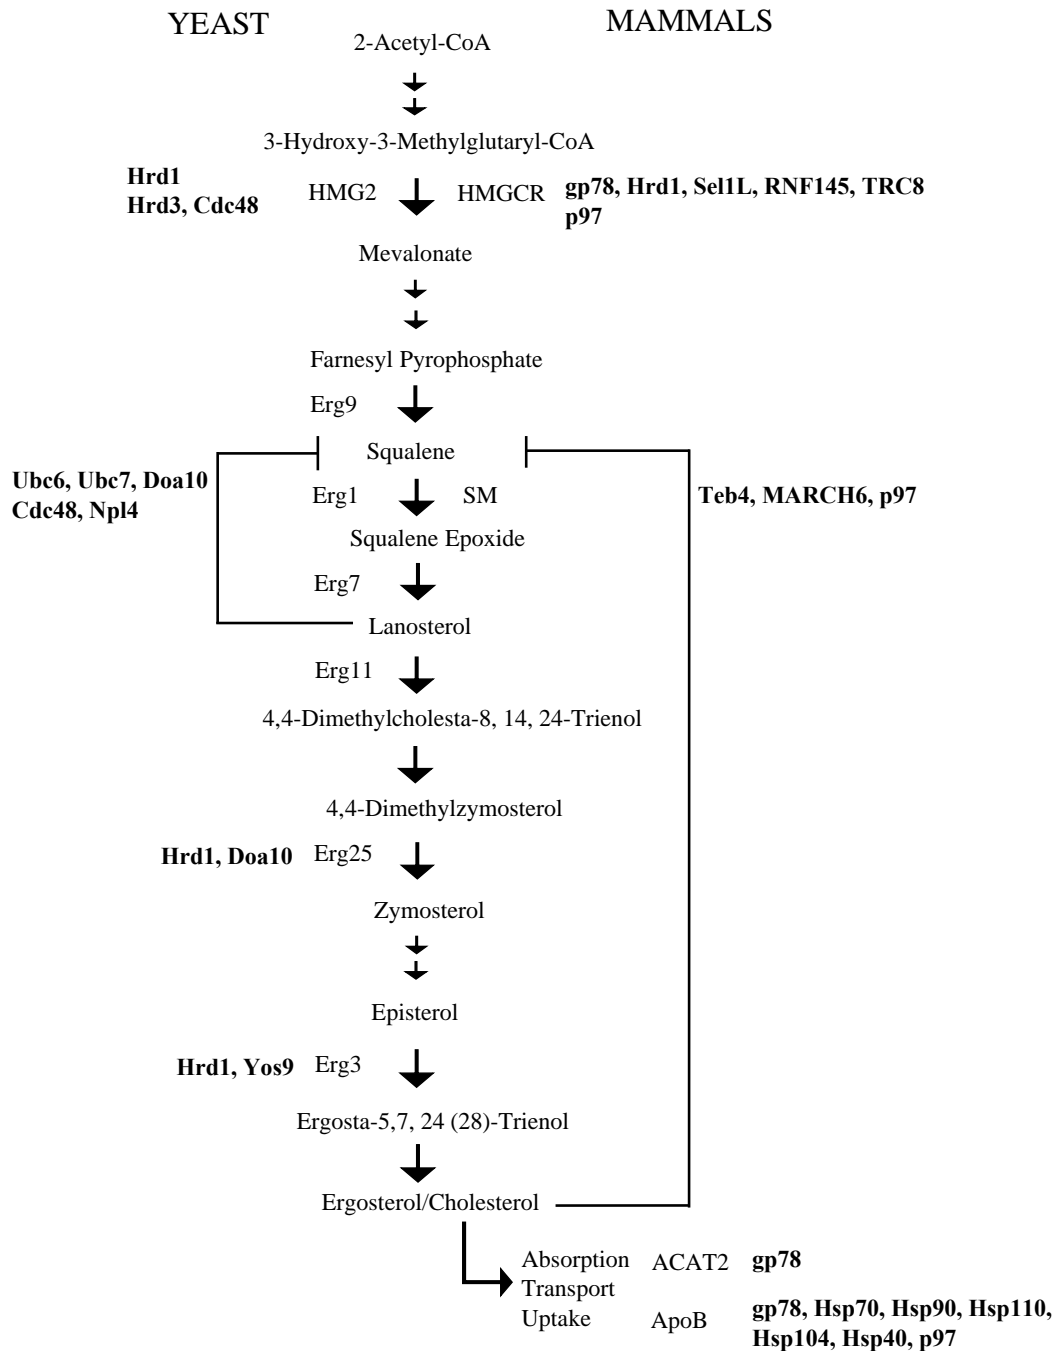 YEAST
MAMMALS
2-Acetyl-CoA
3-Hydroxy-3-Methylglutaryl-CoA
Hrd1
Hrd3, Cdc48
HMG2
HMGCR
gp78, Hrd1, Sel1L, RNF145, TRC8
p97
Mevalonate
Farnesyl Pyrophosphate
Erg9
Squalene
Ubc6, Ubc7, Doa10
Cdc48, Npl4
Erg1
SM
Teb4, MARCH6, p97
Squalene Epoxide
Erg7
Lanosterol
Erg11
4,4-Dimethylcholesta-8, 14, 24-Trienol
4,4-Dimethylzymosterol
Hrd1, Doa10
Erg25
Zymosterol
Episterol
Hrd1, Yos9
Erg3
Ergosta-5,7, 24 (28)-Trienol
Ergosterol/Cholesterol
Absorption
Transport
Uptake
ACAT2
gp78
ApoB
gp78, Hsp70, Hsp90, Hsp110,
Hsp104, Hsp40, p97